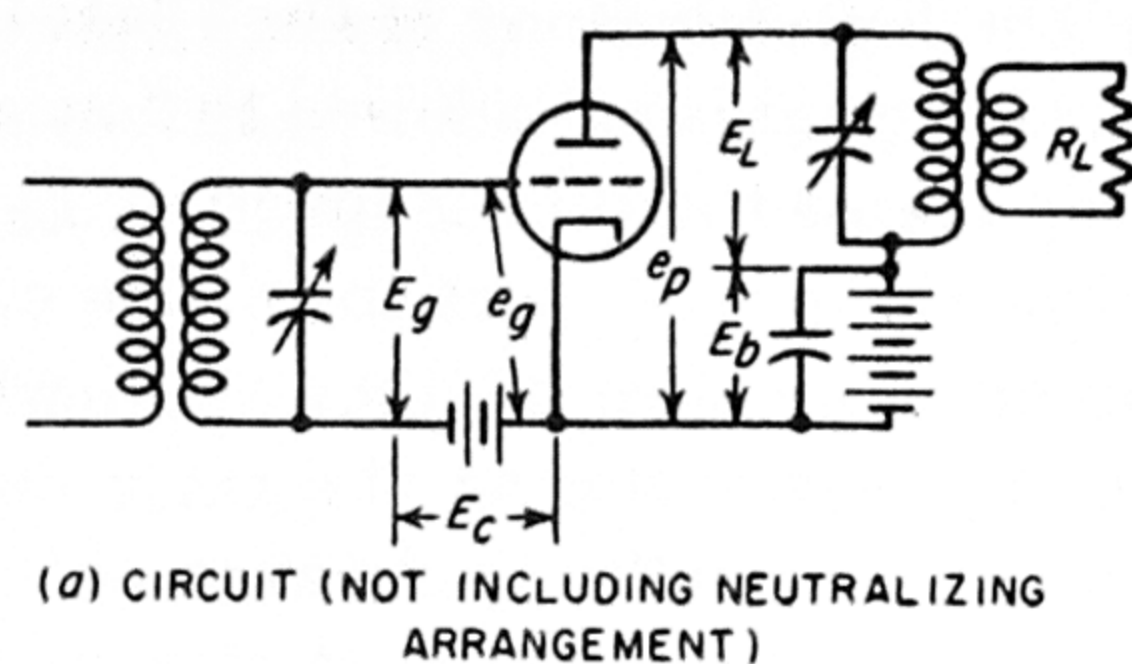 E_L
R_L
E_g
e_g
e_p
E_b
E_c
(a) CIRCUIT (NOT INCLUDING NEUTRALIZING
ARRANGEMENT)